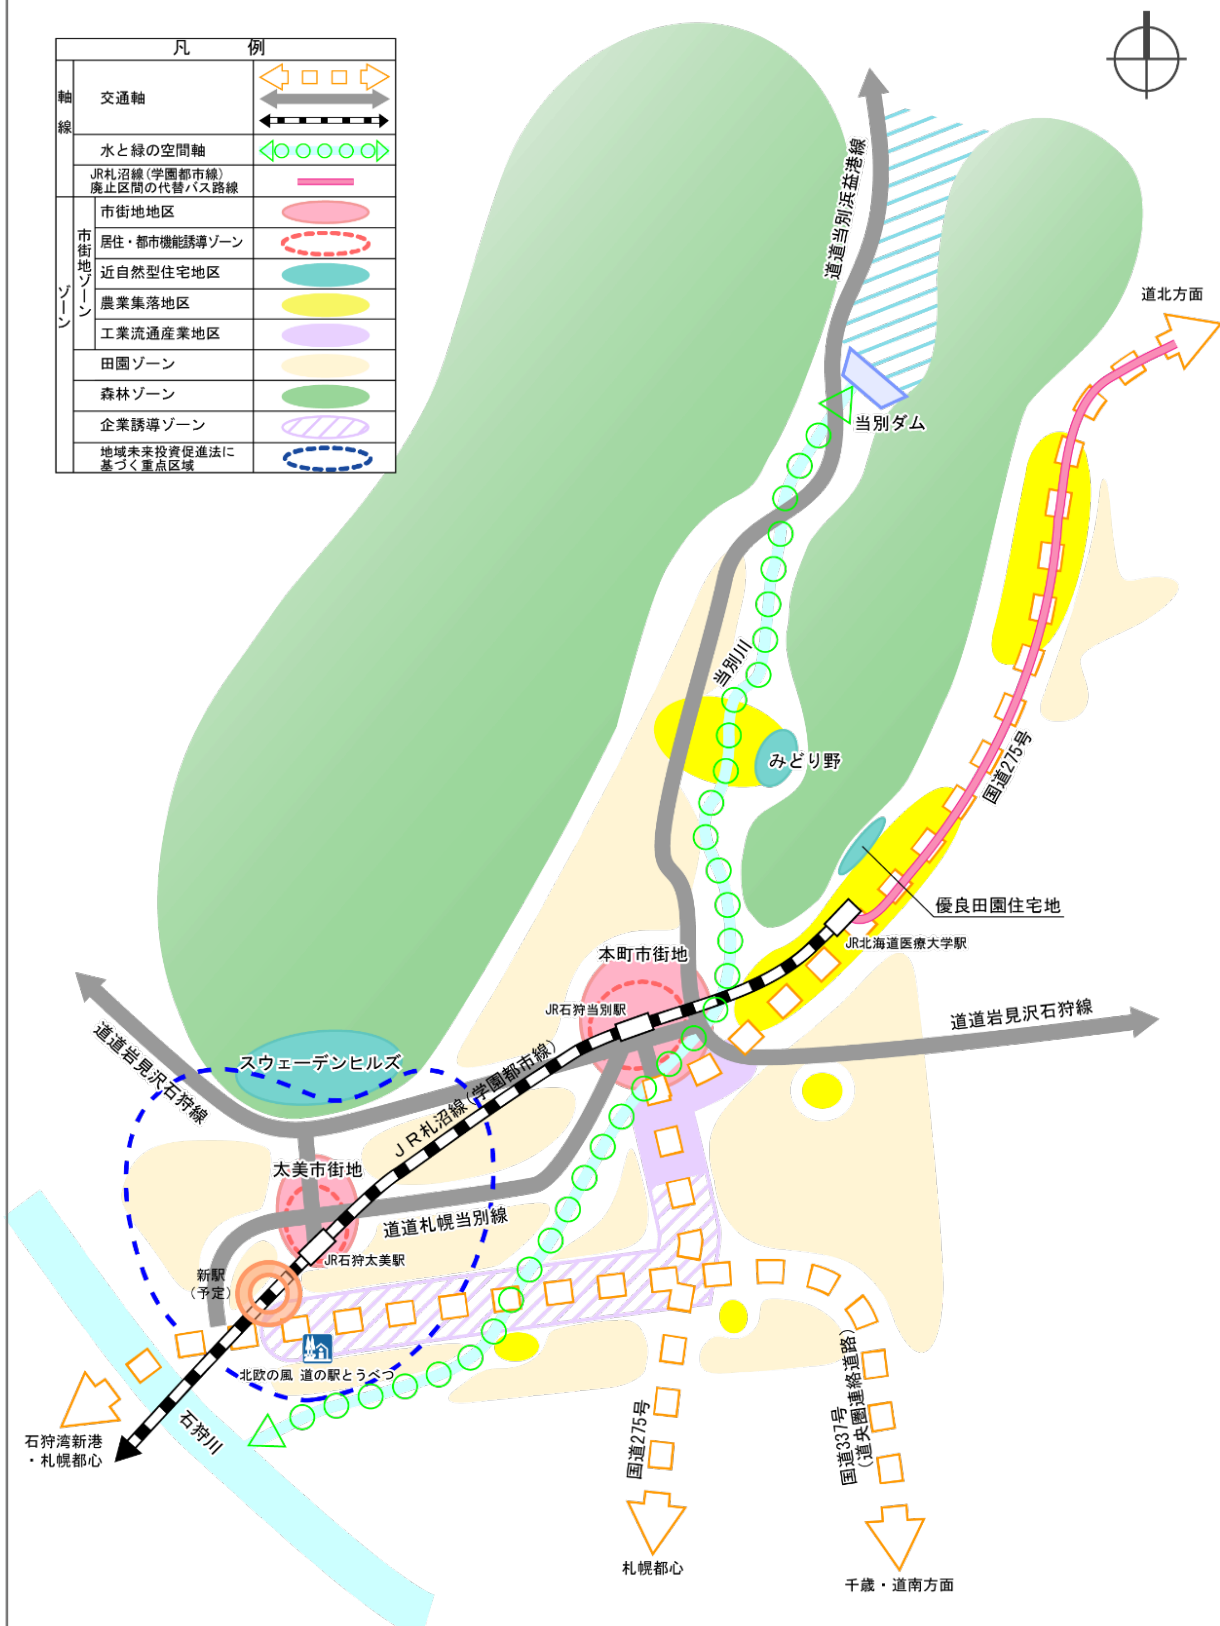 凡 例
軸線
交通軸
水と緑の空間軸
JR札沼線(学園都市線)
廃止区間の代替バス路線
ゾーン
市街地ゾーン
市街地地区
居住・都市機能誘導ゾーン
近自然型住宅地区
農業集落地区
工業流通産業地区
田園ゾーン
森林ゾーン
企業誘導ゾーン
地域未来投資促進法に
基づく重点区域
道道当別浜益港線
道北方面
当別ダム
当別川
みどり野
国道275号
優良田園住宅地
JR北海道医療大学駅
本町市街地
JR石狩当別駅
道道岩見沢石狩線
道道岩見沢石狩線
スウェーデンヒルズ
JR札沼線(学園都市線)
太美市街地
道道札幌当別線
JR石狩太美駅
新駅
(予定)
北欧の風 道の駅とうべつ
石狩川
石狩湾新港
・札幌都心
国道275号
札幌都心
国道337号
(道央圏連絡道路)
千歳・道南方面